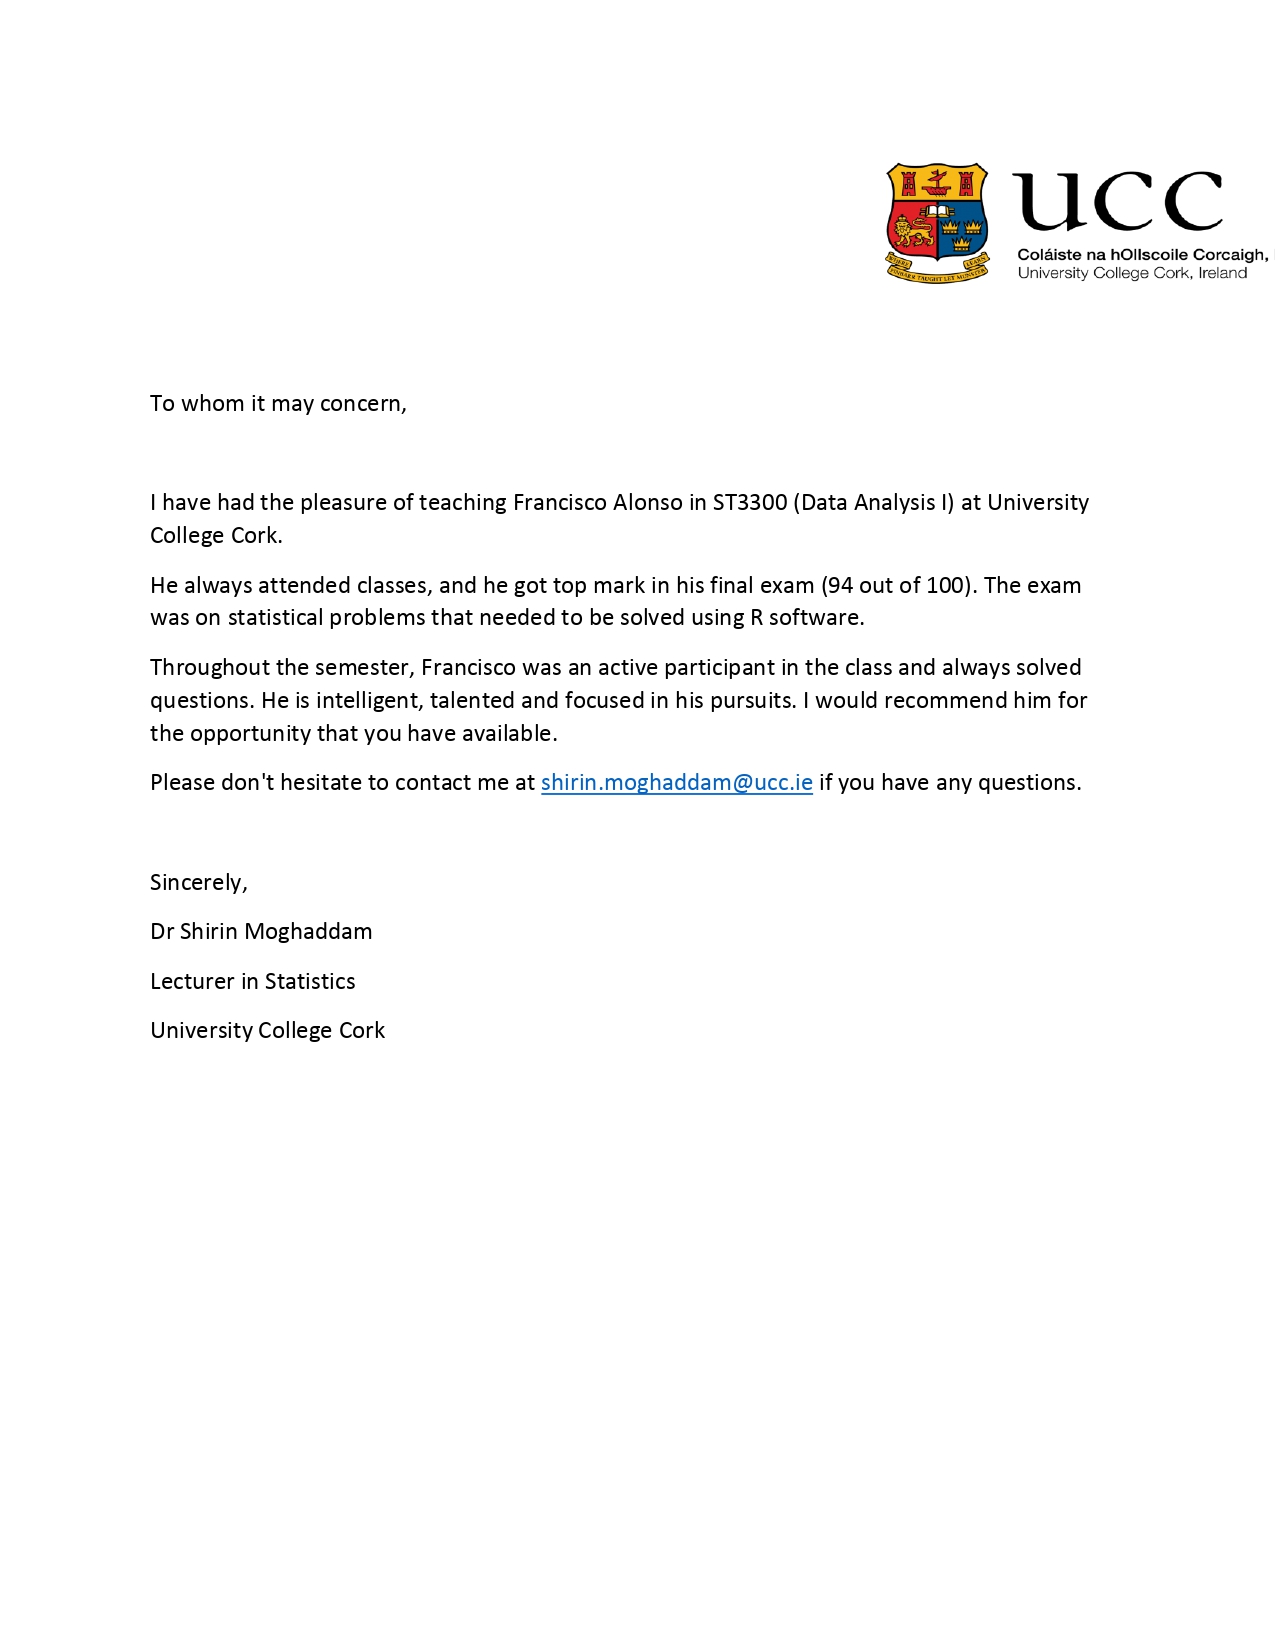 ucc
Coláiste na hOllscoile Corcaigh,
University College Cork, Ireland
To whom it may concern,
I have had the pleasure of teaching Francisco Alonso in ST3300 (Data Analysis I) at University
College Cork.
He always attended classes, and he got top mark in his final exam (94 out of 100). The exam
was on statistical problems that needed to be solved using R software.
Throughout the semester, Francisco was an active participant in the class and always solved
questions. He is intelligent, talented and focused in his pursuits. I would recommend him for
the opportunity that you have available.
Please don't hesitate to contact me at shirin.moghaddam@ucc.ie if you have any questions.
Sincerely,
Dr Shirin Moghaddam
Lecturer in Statistics
University College Cork